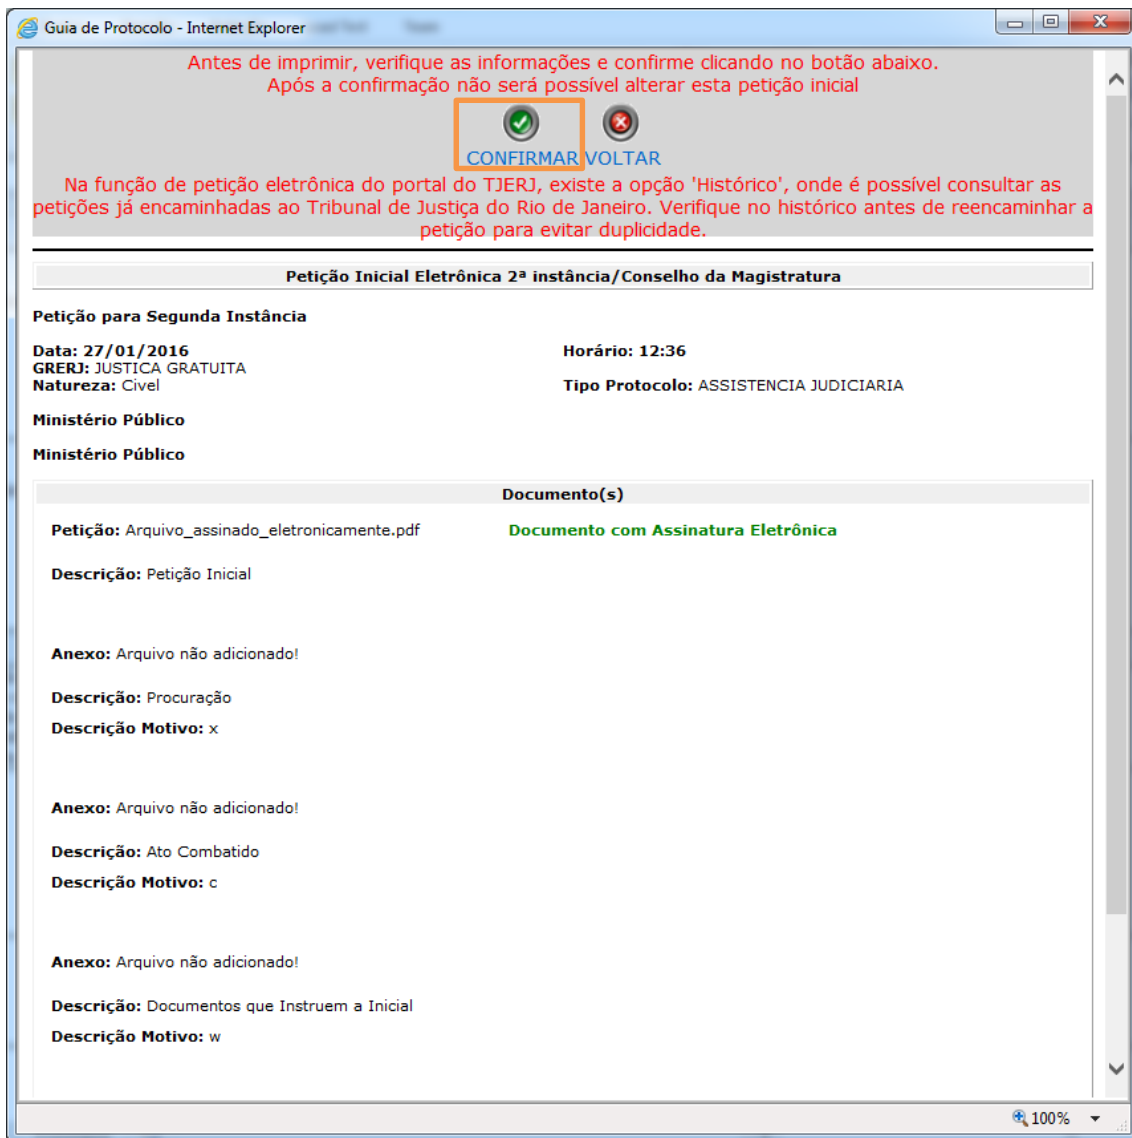 Guia de Protocolo - Internet Explorer
Antes de imprimir, verifique as informações e confirme clicando no botão abaixo.
Após a confirmação não será possível alterar esta petição inicial
CONFIRMAR VOLTAR
Na função de petição eletrônica do portal do TJERJ, existe a opção 'Histórico', onde é possível consultar as
petições já encaminhadas ao Tribunal de Justiça do Rio de Janeiro. Verifique no histórico antes de reencaminhar a
petição para evitar duplicidade.
Petição Inicial Eletrônica 2ª instância/Conselho da Magistratura
Petição para Segunda Instância
Data: 27/01/2016 Horário: 12:36
GRERJ: JUSTICA GRATUITA
Natureza: Civel Tipo Protocolo: ASSISTENCIA JUDICIARIA
Ministério Público
Ministério Público
Documento(s)
Petição: Arquivo_assinado_eletronicamente.pdf Documento com Assinatura Eletrônica
Descrição: Petição Inicial
Anexo: Arquivo não adicionado!
Descrição: Procuração
Descrição Motivo: x
Anexo: Arquivo não adicionado!
Descrição: Ato Combatido
Descrição Motivo: c
Anexo: Arquivo não adicionado!
Descrição: Documentos que Instruem a Inicial
Descrição Motivo: w
100%